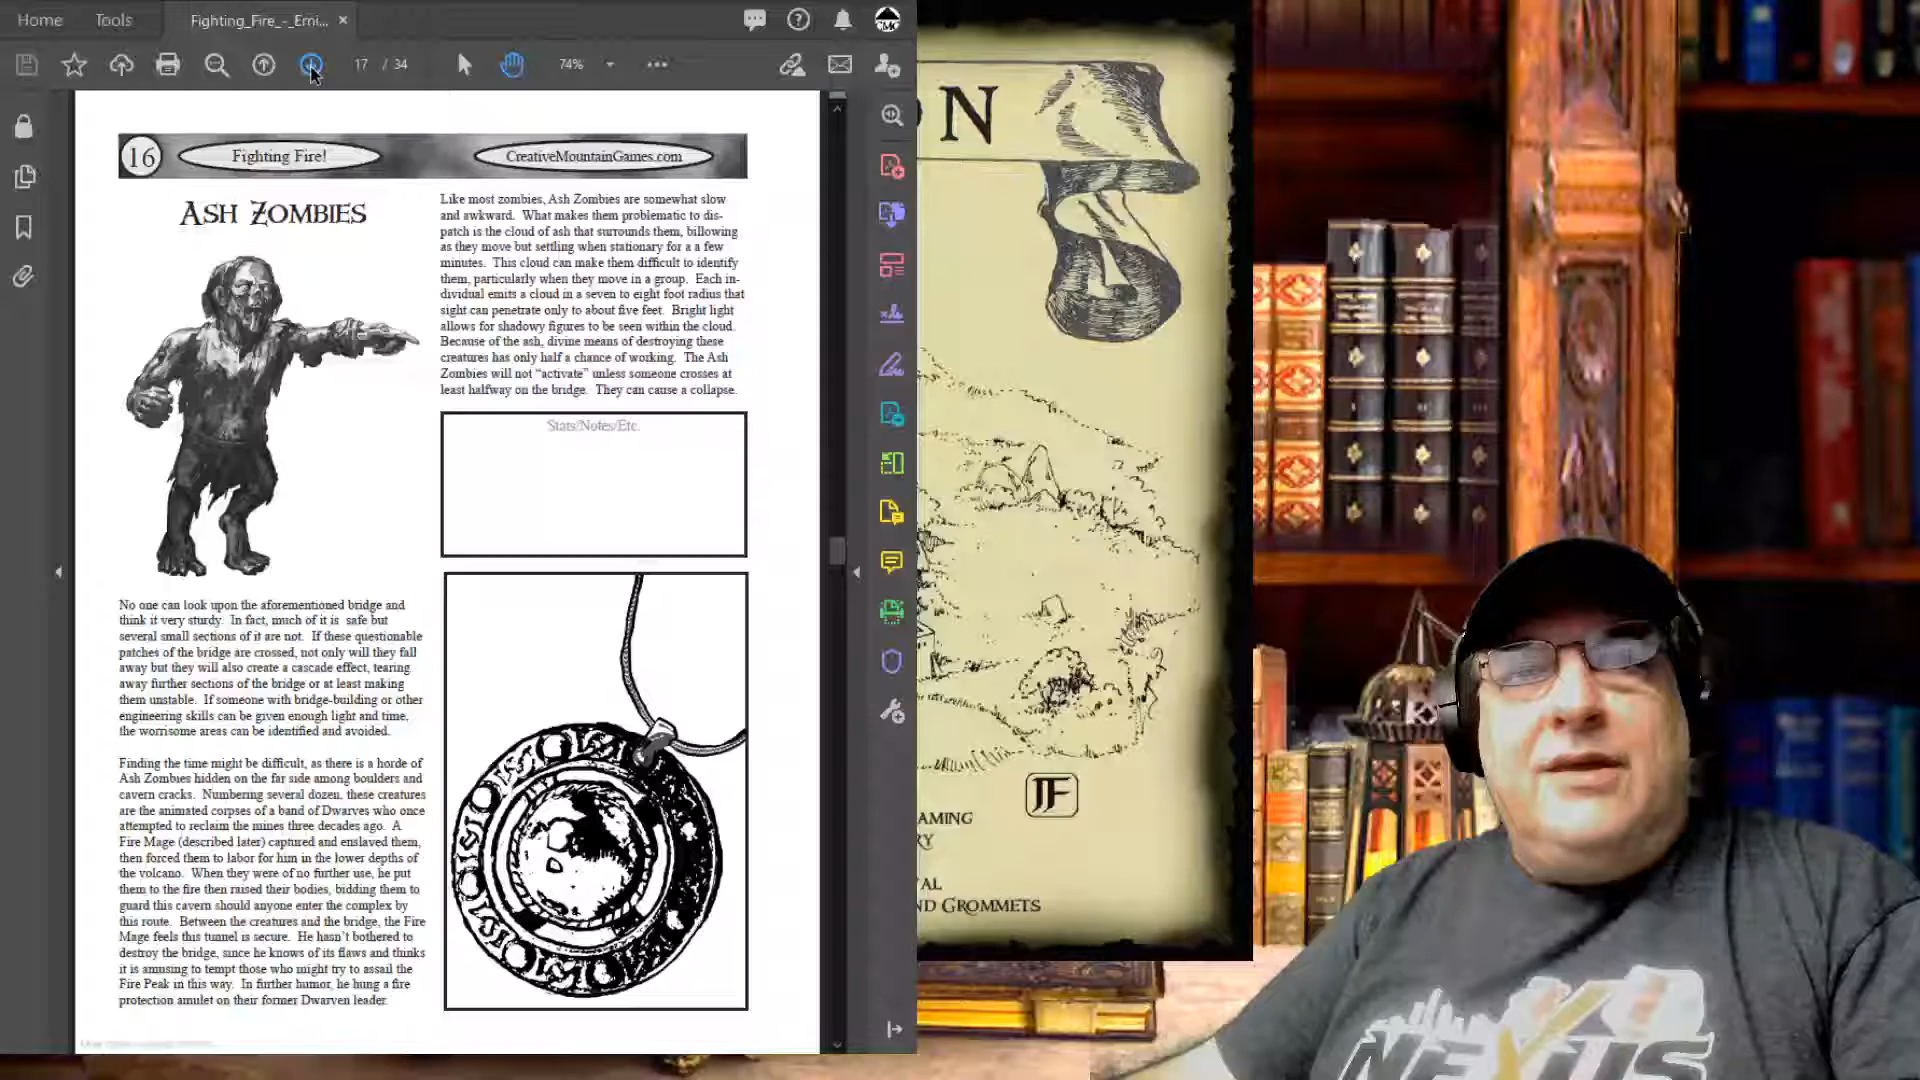 Home
Tools
Fighting_Fire_-_Erni...
17 / 34
74%
16
Fighting Fire!
CreativeMountainGames.com
Ash Zombies
No one can look upon the aforementioned bridge and
think it very sturdy. In fact, much of it is safe but
several small sections of it are not. If these questionable
patches of the bridge are crossed, not only will they fall
away but they will also create a cascade effect, tearing
away further sections of the bridge or at least making
them unstable. If someone with bridge-building or other
engineering skills can be given enough light and time,
the worrisome areas can be identified and avoided.
Finding the time might be difficult, as there is a horde of
Ash Zombies hidden on the far side among boulders and
cavern cracks. Numbering several dozen, these creatures
are the animated corpses of a band of Dwarves who once
attempted to reclaim the mines three decades ago. A
Fire Mage (described later) captured and enslaved them,
then forced them to labor for him in the lower depths of
the volcano. When they were of no further use, he put
them to the fire then raised their bodies, bidding them to
guard this cavern should anyone enter the complex by
this route. Between the creatures and the bridge, the Fire
Mage feels this tunnel is secure. He hasn't bothered to
destroy the bridge, since he knows of its flaws and thinks
it is amusing to tempt those who might try to assail the
Fire Peak in this way. In further humor, he hung a fire
protection amulet on their former Dwarven leader.
Like most zombies, Ash Zombies are somewhat slow
and awkward. What makes them problematic to dis-
patch is the cloud of ash that surrounds them, billowing
as they move but settling when stationary for a a few
minutes. This cloud can make them difficult to identify
them, particularly when they move in a group. Each in-
dividual emits a cloud in a seven to eight foot radius that
sight can penetrate only to about five feet. Bright light
allows for shadowy figures to be seen within the cloud.
Because of the ash, divine means of destroying these
creatures has only half a chance of working. The Ash
Zombies will not "activate" unless someone crosses at
least halfway on the bridge. They can cause a collapse.
Stats/Notes/Etc.
ON
JF
AMING
RY
VAL
ND GROMMETS
NEXUS